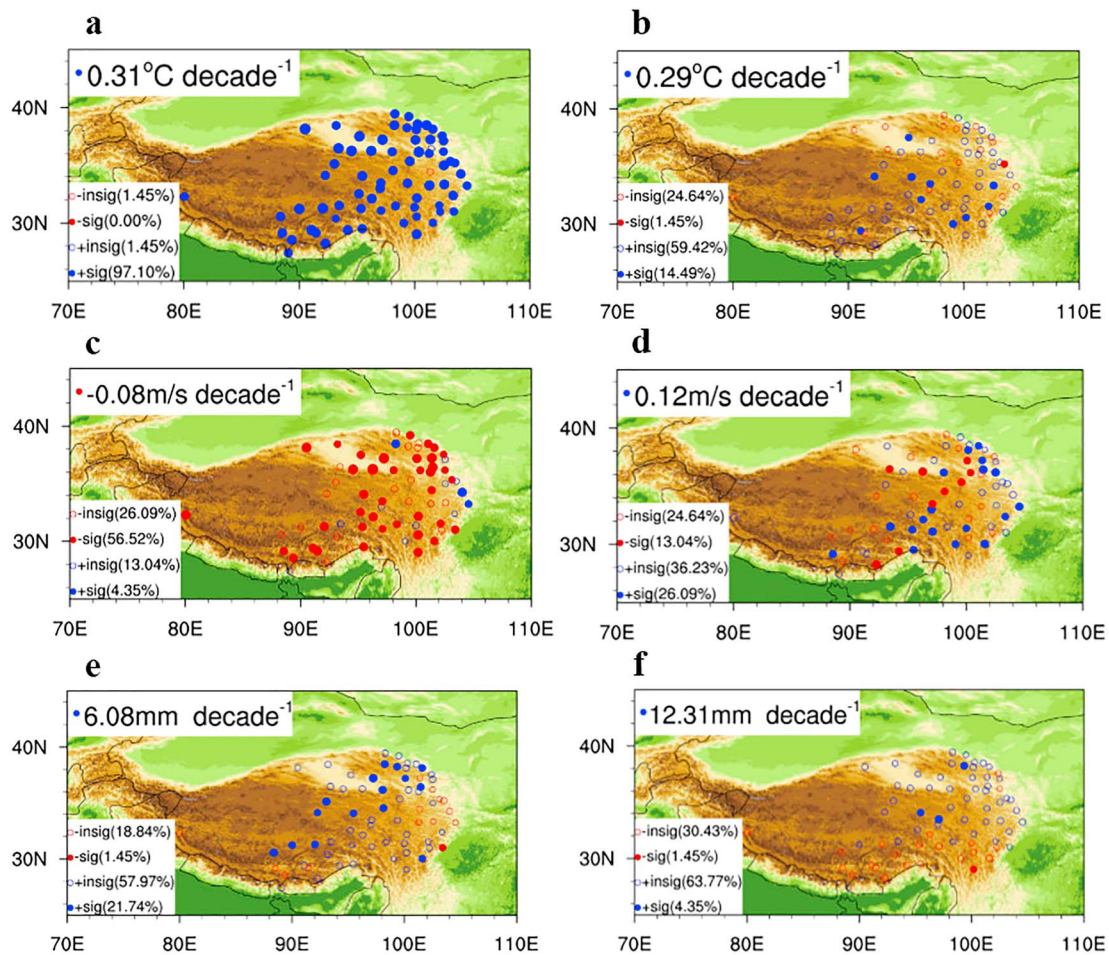 a
b
0.31°C decade⁻¹
0.29°C decade⁻¹
40N
30N
-insig(1.45%)
-sig(0.00%)
+insig(1.45%)
+sig(97.10%)
40N
30N
-insig(24.64%)
-sig(1.45%)
+insig(59.42%)
+sig(14.49%)
70E 80E 90E 100E 110E
70E 80E 90E 100E 110E
c
d
-0.08m/s decade⁻¹
0.12m/s decade⁻¹
40N
30N
-insig(26.09%)
-sig(56.52%)
+insig(13.04%)
+sig(4.35%)
40N
30N
-insig(24.64%)
-sig(13.04%)
+insig(36.23%)
+sig(26.09%)
70E 80E 90E 100E 110E
70E 80E 90E 100E 110E
e
f
6.08mm decade⁻¹
12.31mm decade⁻¹
40N
30N
-insig(18.84%)
-sig(1.45%)
+insig(57.97%)
+sig(21.74%)
40N
30N
-insig(30.43%)
-sig(1.45%)
+insig(63.77%)
+sig(4.35%)
70E 80E 90E 100E 110E
70E 80E 90E 100E 110E